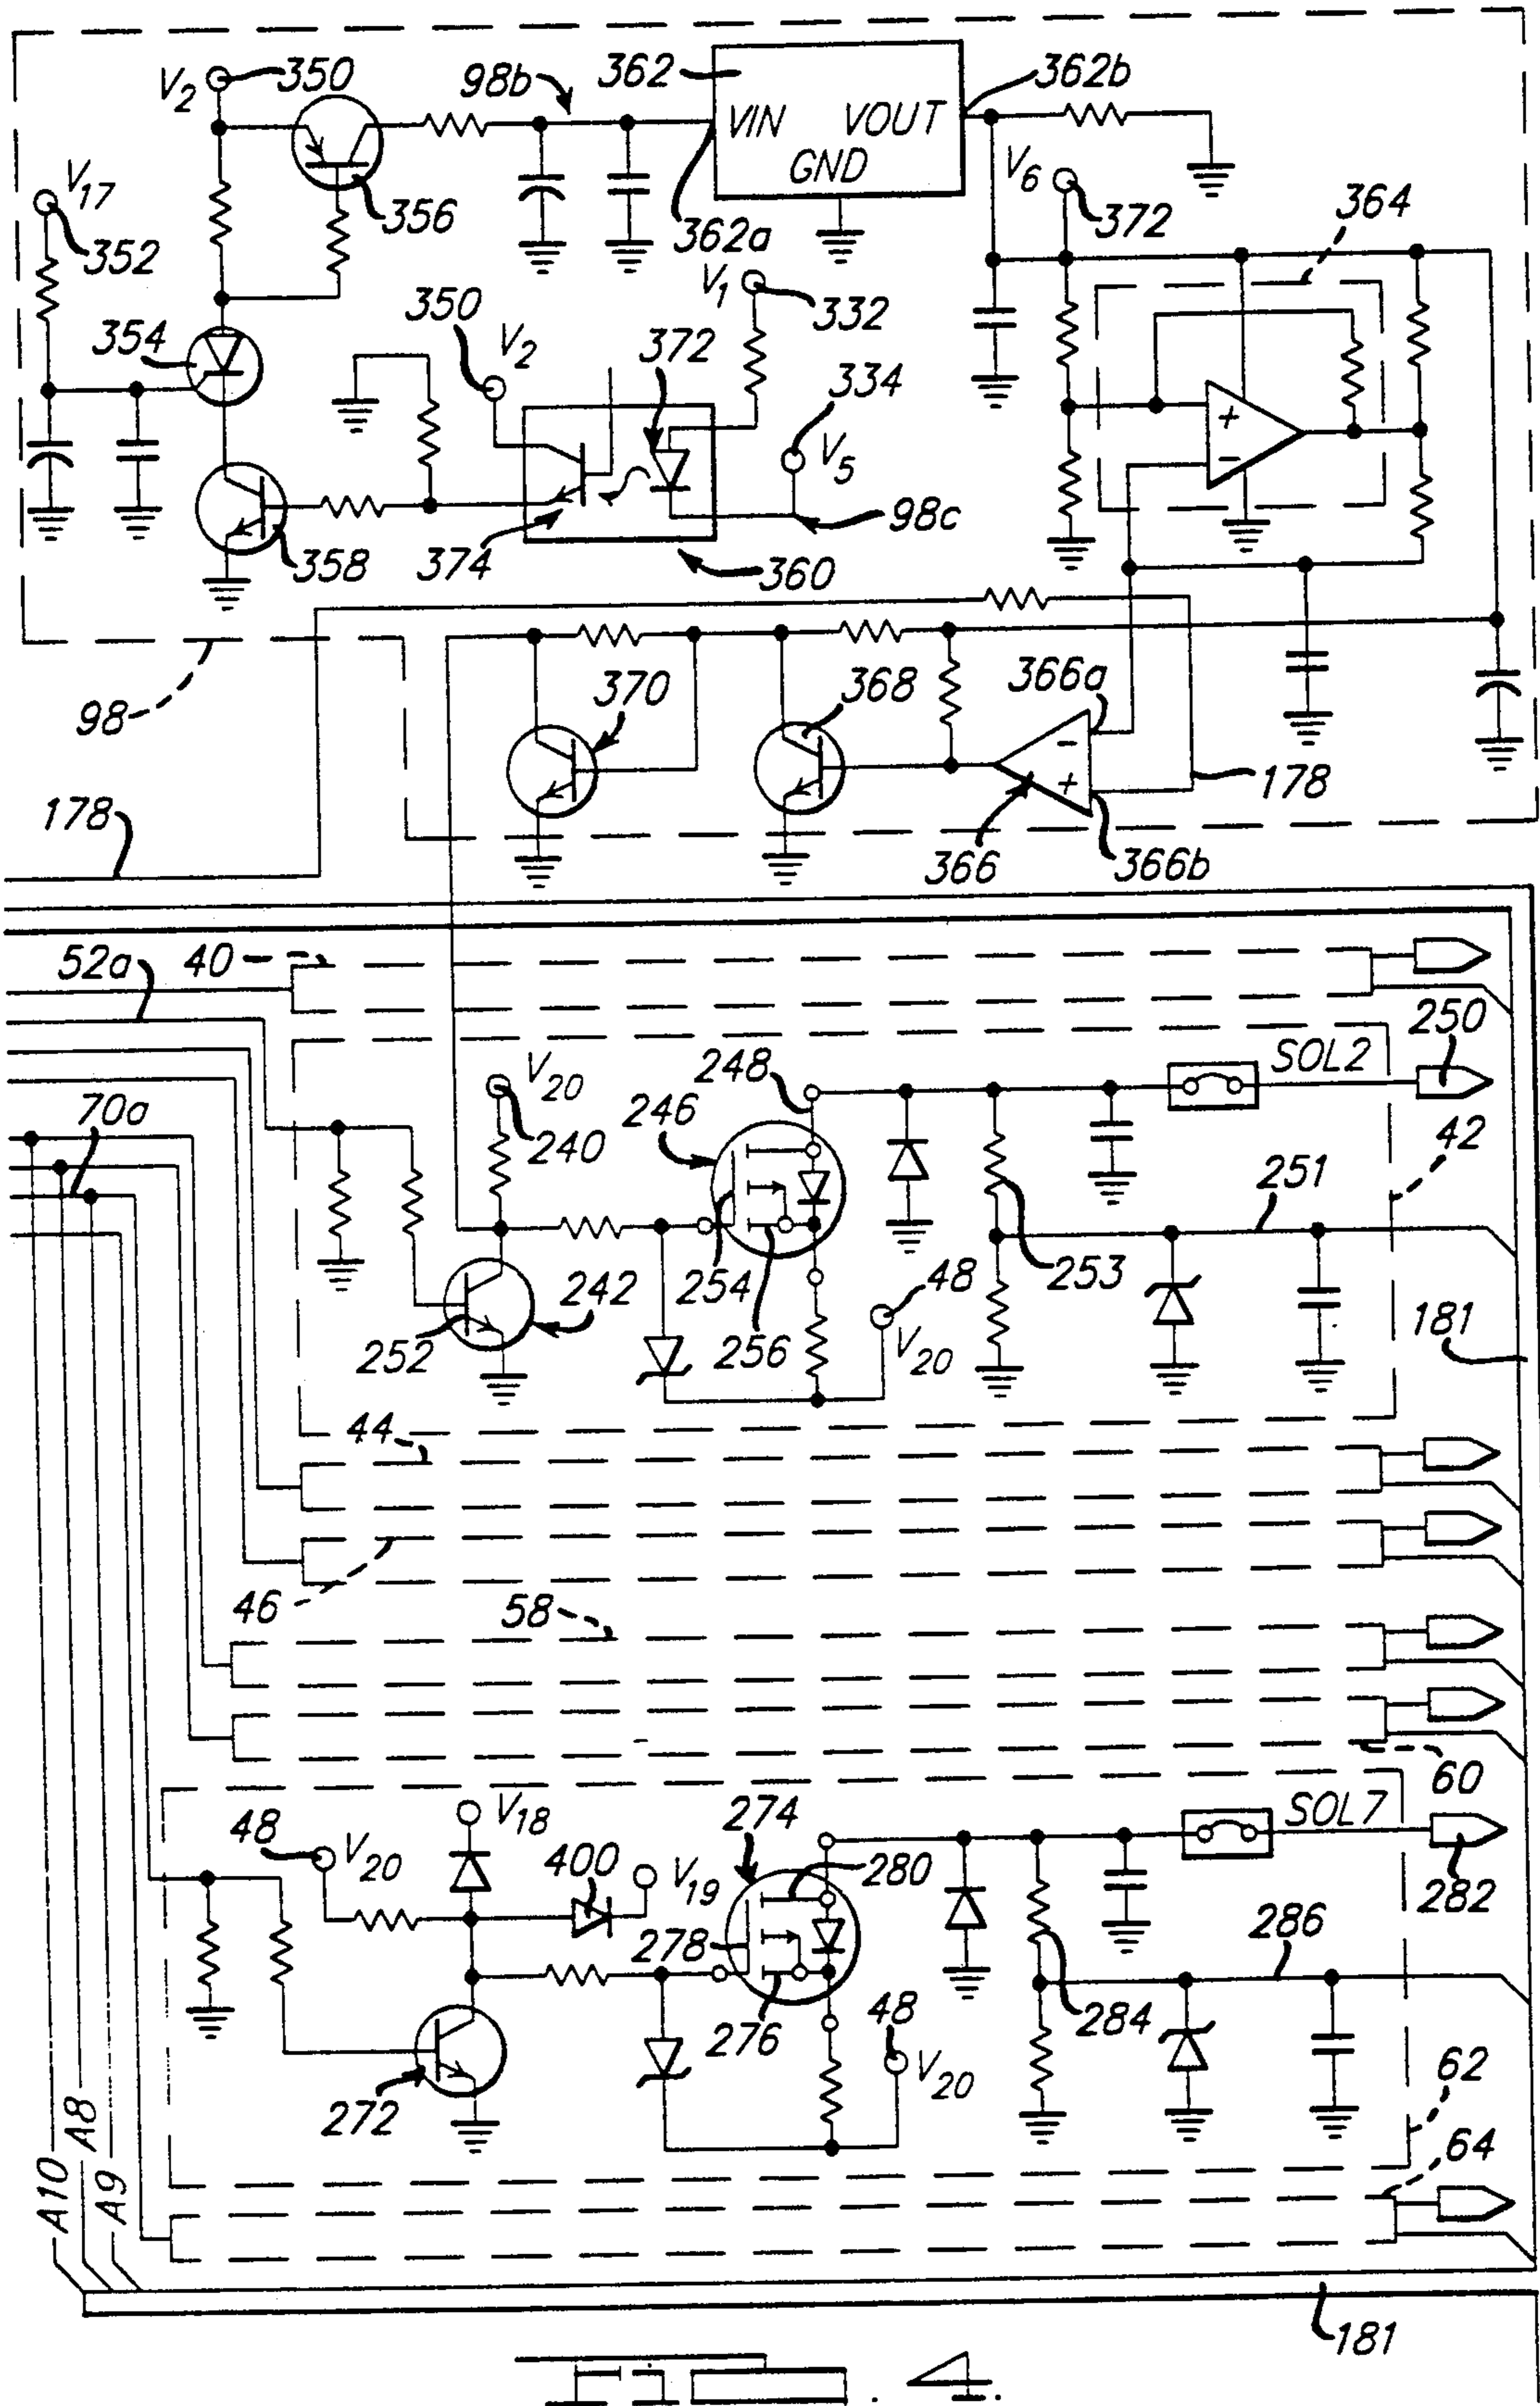 V2 350 98b 362 362b
VIN VOUT
GND
V17 V6
352 356 362a 372 364
V1
350 332
354 V2 372 334
+
V5 −
98c
358 374 360
98 370 368 366a
−
+
178 178
366 366b
52a 40
250
V20 248 SOL2
70a 246
240 42
251
254 48 253
252 242 256 V20 181
44
46 58
60
V18 274 SOL7
48 V20 400 V19 280
282
278 286
48 284
276
V20 62
272
64
A10 A8 A9
181
4.